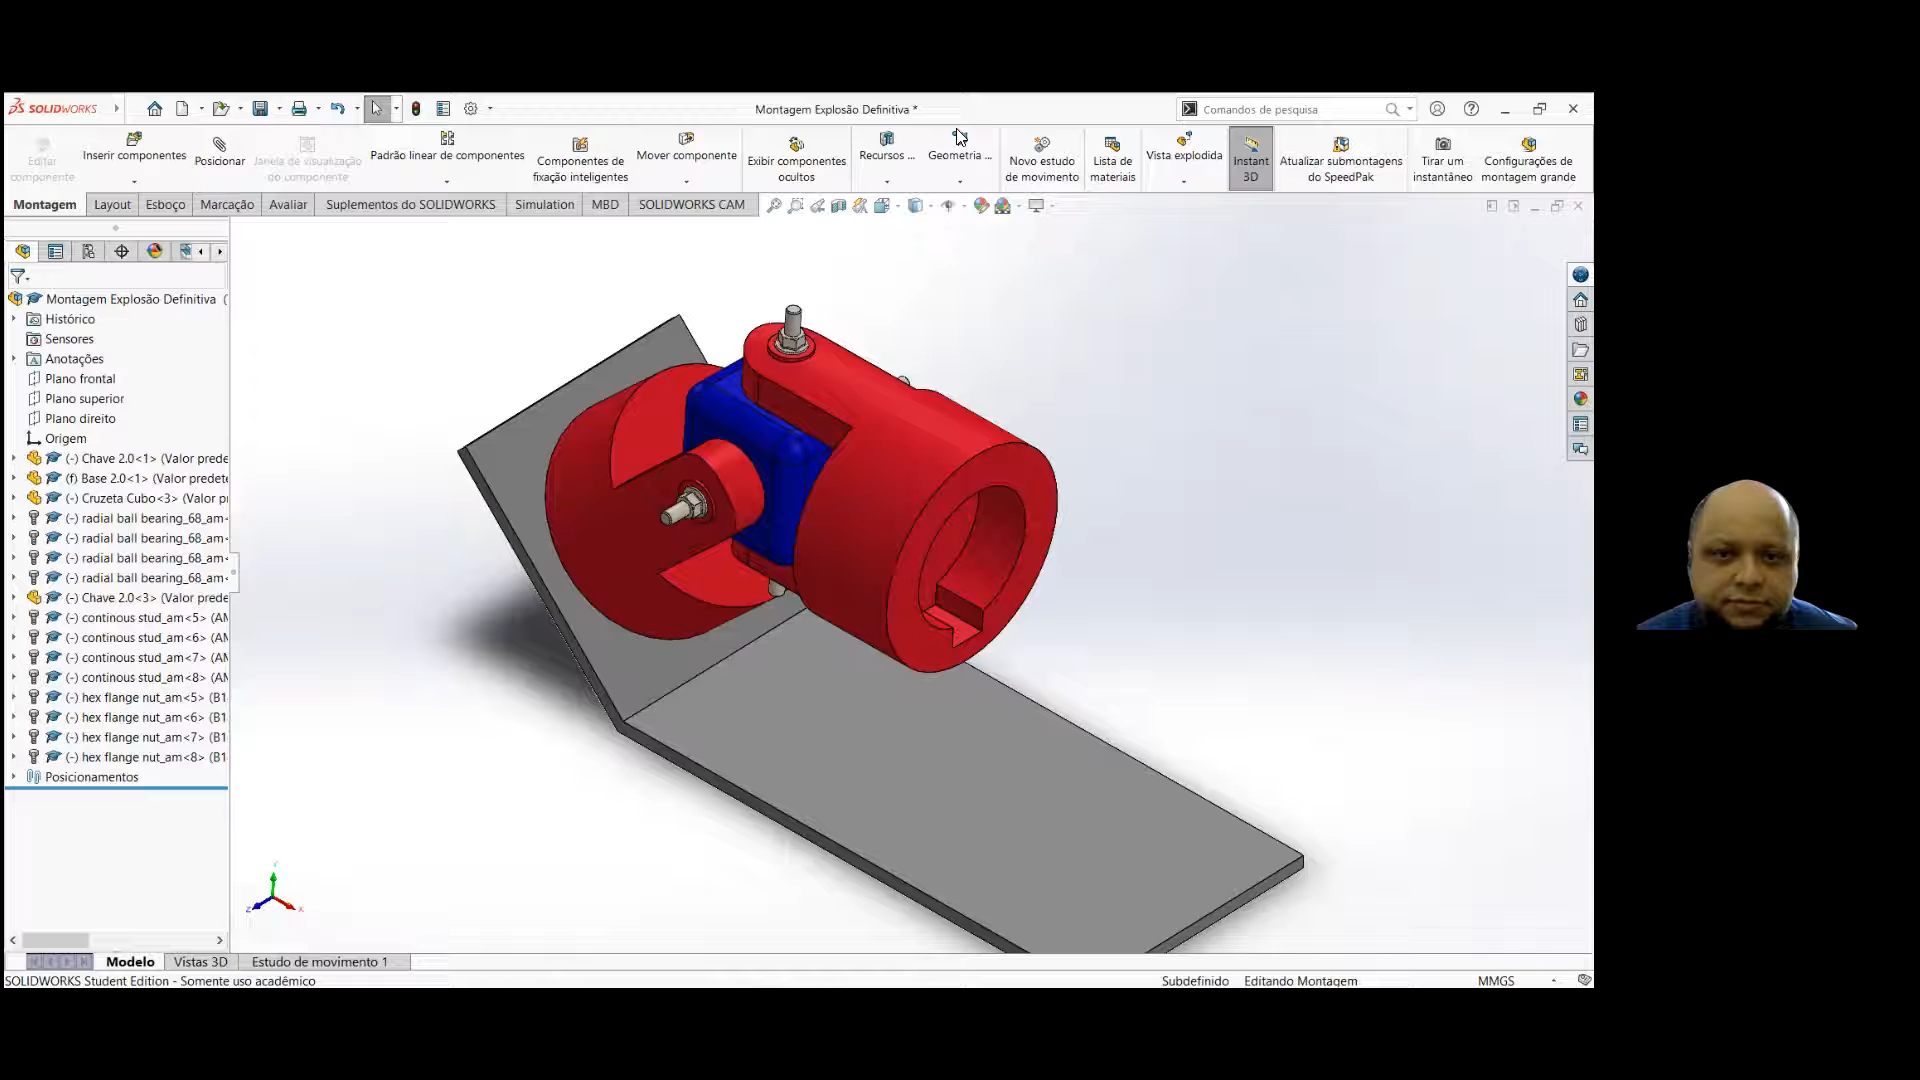 SOLIDWORKS
Montagem Explosão Definitiva *
Comandos de pesquisa
Editar componente
Inserir componentes
Posicionar
Janela de visualização do componente
Padrão linear de componentes
Componentes de fixação inteligentes
Mover componente
Exibir componentes ocultos
Recursos ...
Geometria ...
Novo estudo de movimento
Lista de materiais
Vista explodida
Instant 3D
Atualizar submontagens do SpeedPak
Tirar um instantâneo
Configurações de montagem grande
Montagem Layout Esboço Marcação Avaliar Suplementos do SOLIDWORKS Simulation MBD SOLIDWORKS CAM
Montagem Explosão Definitiva (
Histórico
Sensores
Anotações
Plano frontal
Plano superior
Plano direito
Origem
(-) Chave 2.0<1> (Valor prede
(f) Base 2.0<1> (Valor predete
(-) Cruzeta Cubo<3> (Valor p
(-) radial ball bearing_68_am<
(-) radial ball bearing_68_am<
(-) radial ball bearing_68_am<
(-) radial ball bearing_68_am<
(-) Chave 2.0<3> (Valor prede
(-) continous stud_am<5> (AM
(-) continous stud_am<6> (AM
(-) continous stud_am<7> (AM
(-) continous stud_am<8> (AM
(-) hex flange nut_am<5> (B1
(-) hex flange nut_am<6> (B1
(-) hex flange nut_am<7> (B1
(-) hex flange nut_am<8> (B1
Posicionamentos
Y
Z
X
Modelo Vistas 3D Estudo de movimento 1
SOLIDWORKS Student Edition - Somente uso acadêmico
Subdefinido Editando Montagem MMGS